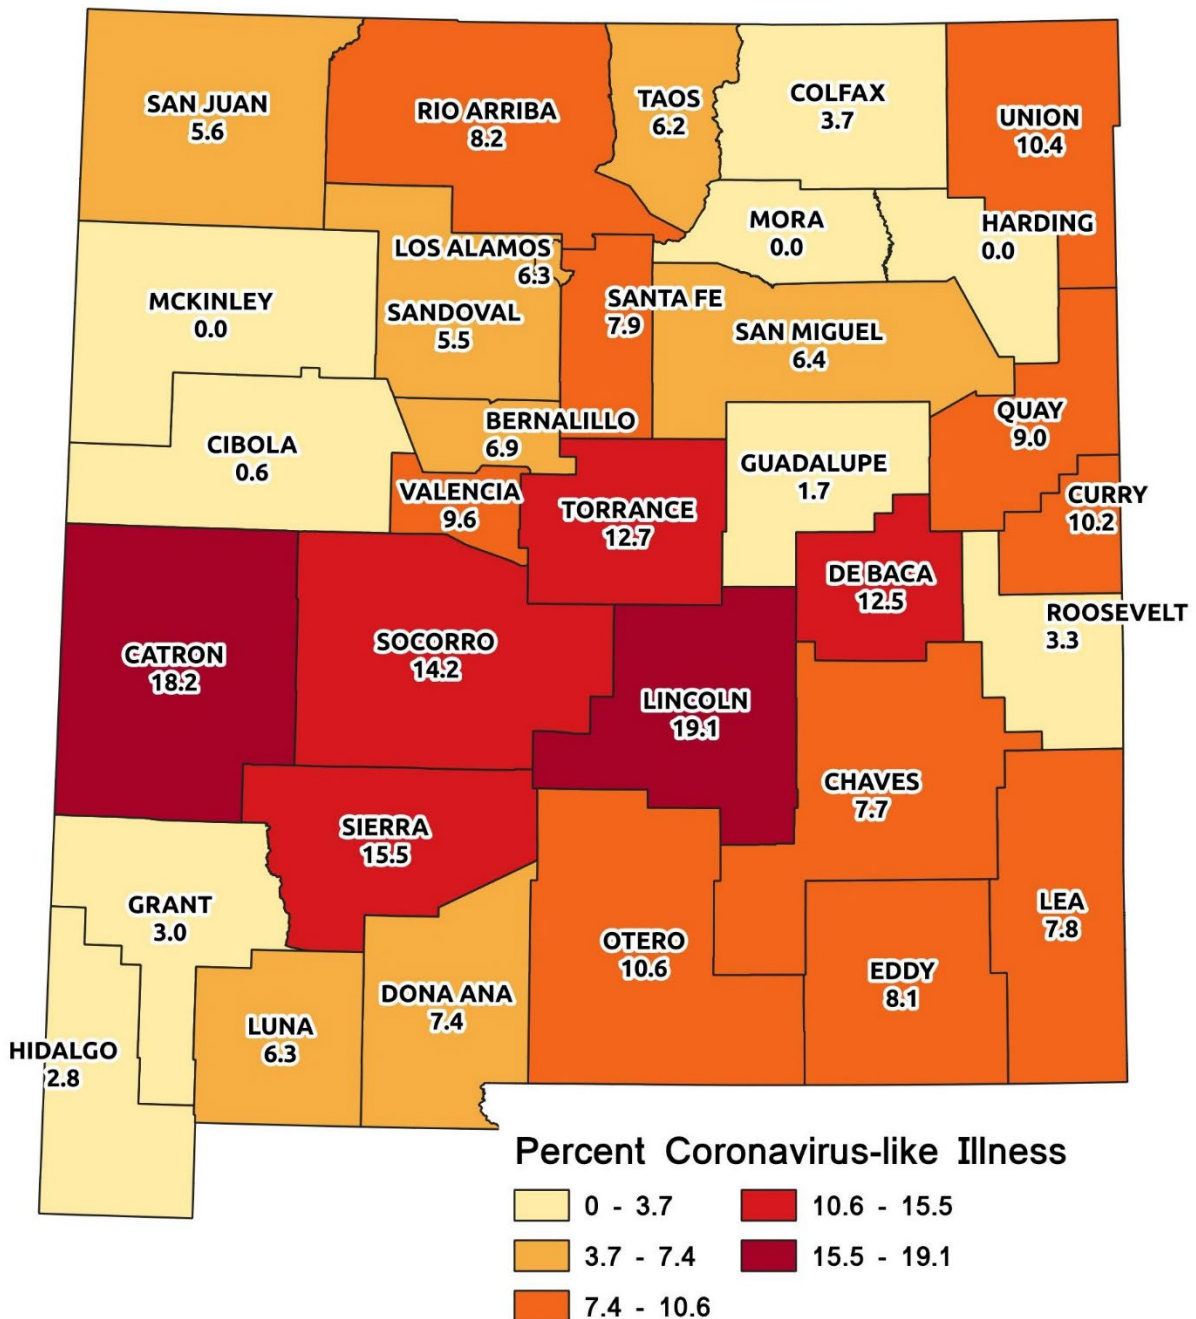 SAN JUAN
5.6
RIO ARRIBA
8.2
TAOS
6.2
COLFAX
3.7
UNION
10.4
MORA
0.0
HARDING
0.0
LOS ALAMOS
6.3
MCKINLEY
0.0
SANDOVAL
5.5
SANTA FE
7.9
SAN MIGUEL
6.4
BERNALILLO
6.9
QUAY
9.0
CIBOLA
0.6
GUADALUPE
1.7
VALENCIA
9.6
TORRANCE
12.7
CURRY
10.2
DE BACA
12.5
ROOSEVELT
3.3
CATRON
18.2
SOCORRO
14.2
LINCOLN
19.1
CHAVES
7.7
SIERRA
15.5
GRANT
3.0
LEA
7.8
OTERO
10.6
EDDY
8.1
DONA ANA
7.4
LUNA
6.3
HIDALGO
2.8
Percent Coronavirus-like Illness
0 - 3.7
3.7 - 7.4
7.4 - 10.6
10.6 - 15.5
15.5 - 19.1